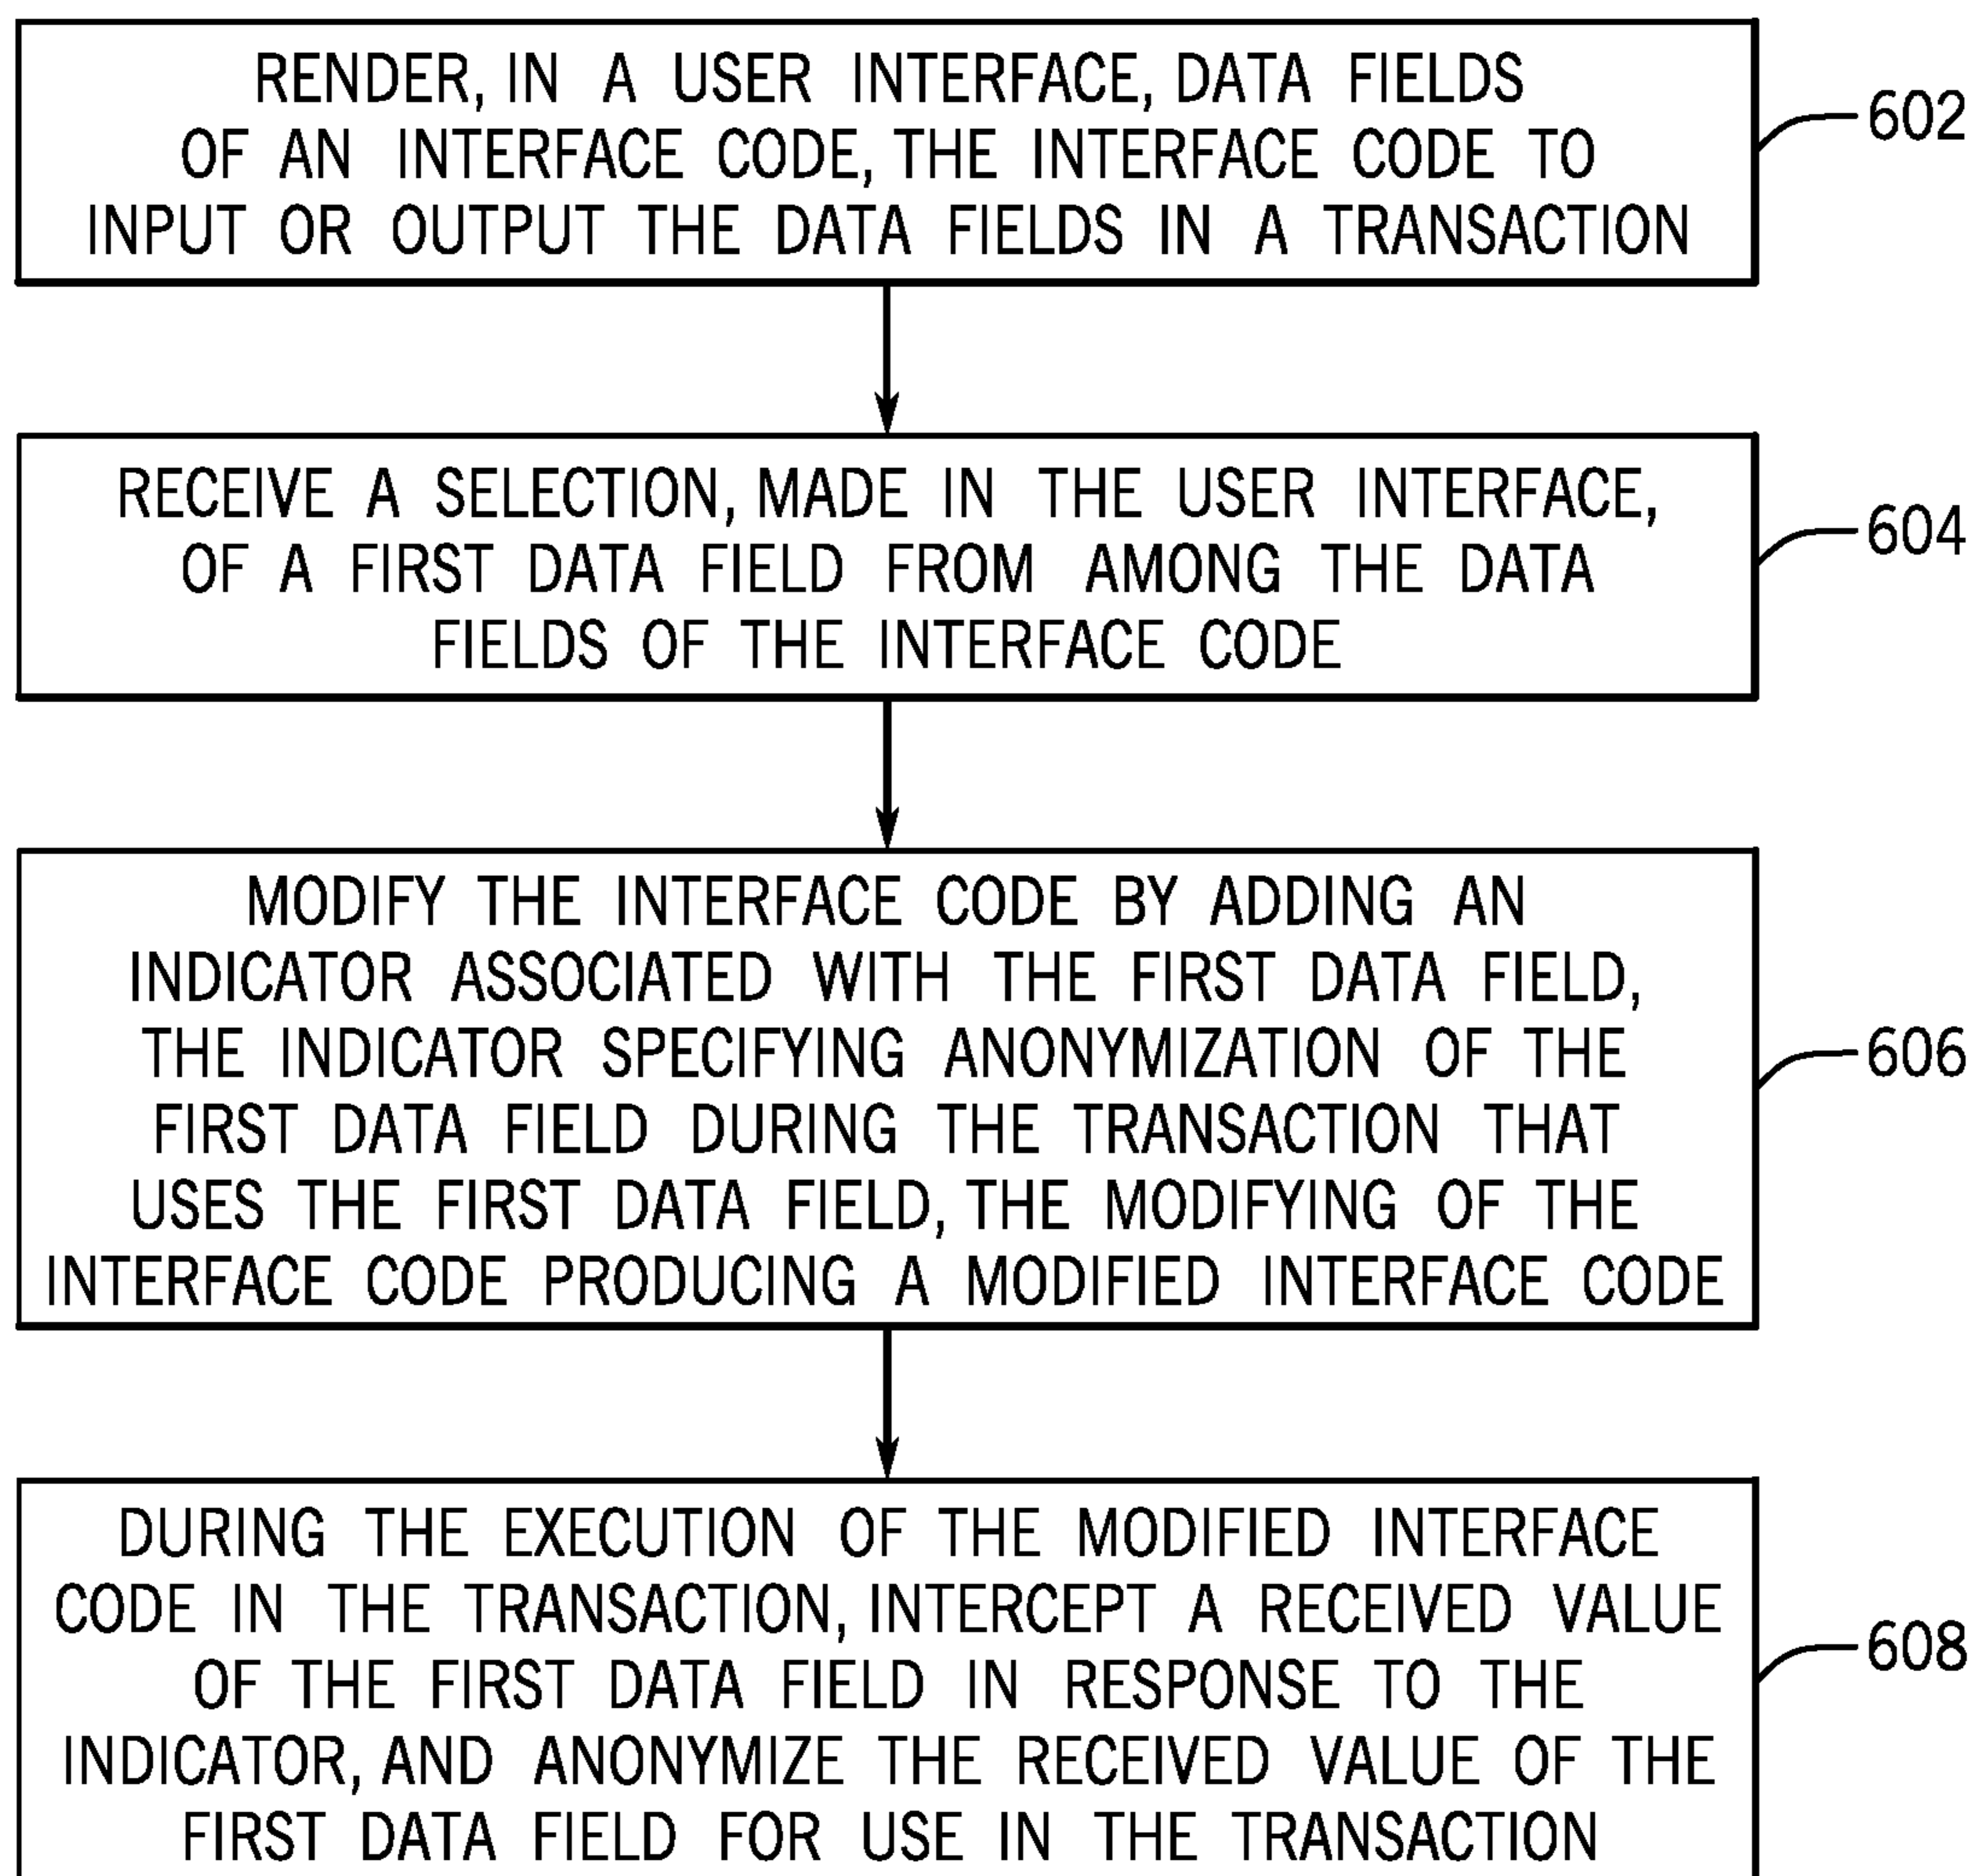 RENDER, IN A USER INTERFACE, DATA FIELDS
OF AN INTERFACE CODE, THE INTERFACE CODE TO
INPUT OR OUTPUT THE DATA FIELDS IN A TRANSACTION
602
RECEIVE A SELECTION, MADE IN THE USER INTERFACE,
OF A FIRST DATA FIELD FROM AMONG THE DATA
FIELDS OF THE INTERFACE CODE
604
MODIFY THE INTERFACE CODE BY ADDING AN
INDICATOR ASSOCIATED WITH THE FIRST DATA FIELD,
THE INDICATOR SPECIFYING ANONYMIZATION OF THE
FIRST DATA FIELD DURING THE TRANSACTION THAT
USES THE FIRST DATA FIELD, THE MODIFYING OF THE
INTERFACE CODE PRODUCING A MODIFIED INTERFACE CODE
606
DURING THE EXECUTION OF THE MODIFIED INTERFACE
CODE IN THE TRANSACTION, INTERCEPT A RECEIVED VALUE
OF THE FIRST DATA FIELD IN RESPONSE TO THE
INDICATOR, AND ANONYMIZE THE RECEIVED VALUE OF THE
FIRST DATA FIELD FOR USE IN THE TRANSACTION
608